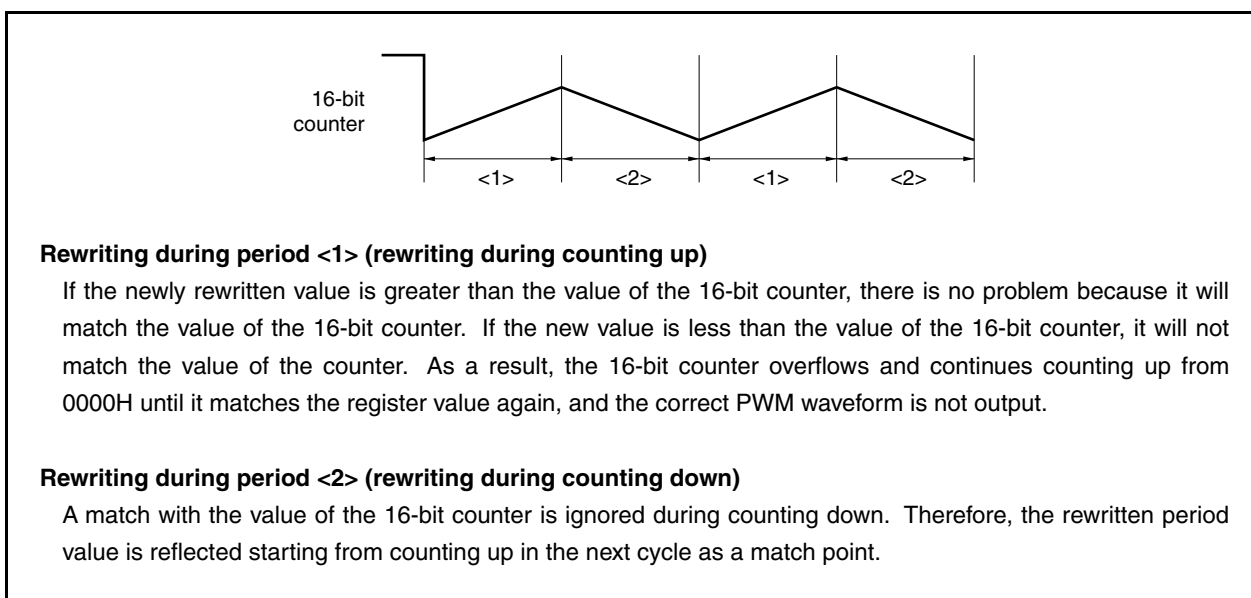 16-bit
counter
<1> <2> <1> <2>
Rewriting during period <1> (rewriting during counting up)
If the newly rewritten value is greater than the value of the 16-bit counter, there is no problem because it will
match the value of the 16-bit counter. If the new value is less than the value of the 16-bit counter, it will not
match the value of the counter. As a result, the 16-bit counter overflows and continues counting up from
0000H until it matches the register value again, and the correct PWM waveform is not output.
Rewriting during period <2> (rewriting during counting down)
A match with the value of the 16-bit counter is ignored during counting down. Therefore, the rewritten period
value is reflected starting from counting up in the next cycle as a match point.